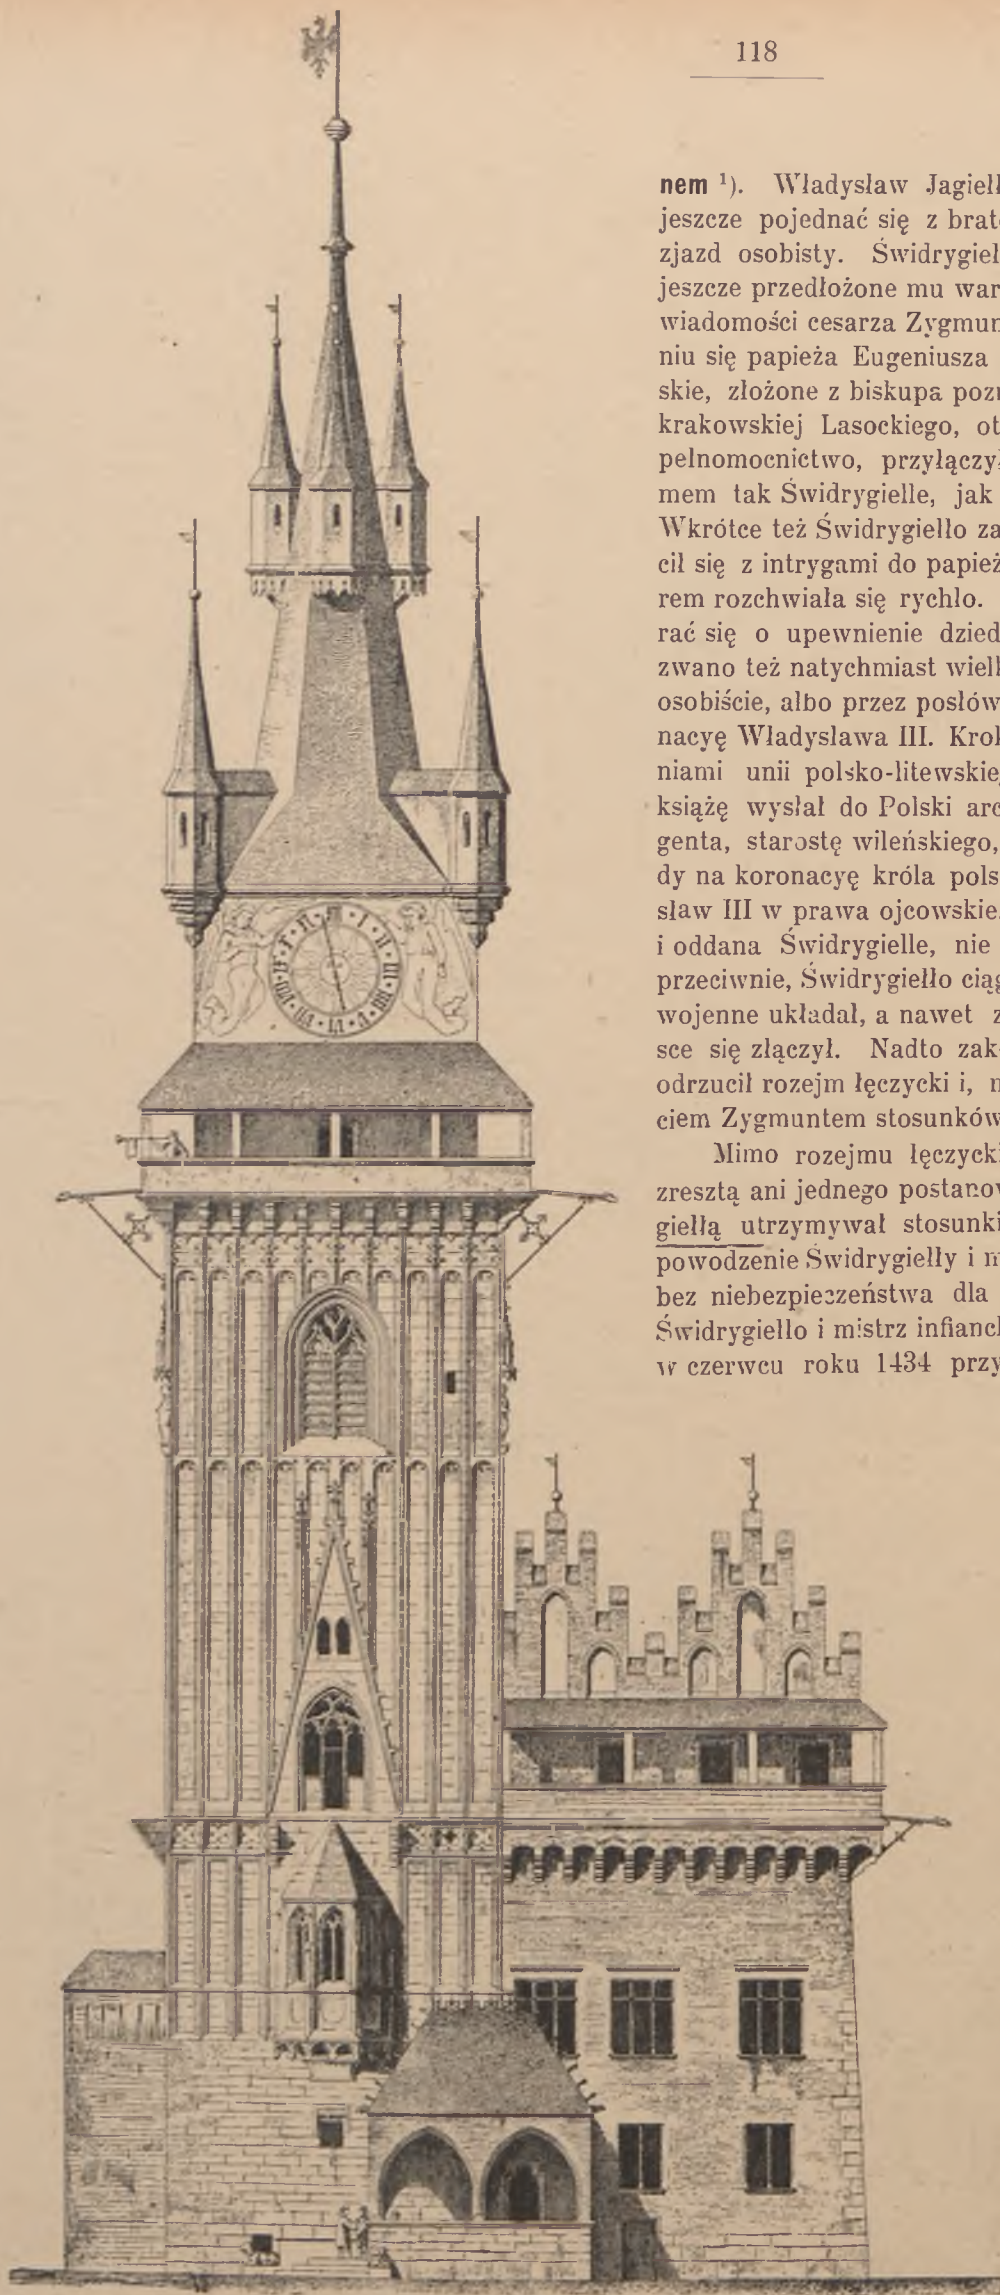 118
nem ¹). Władysław Jagieł
jeszcze pojednać się z brat
zjazd osobisty. Świdrygieł
jeszcze przedłożone mu war
wiadomości cesarza Zygmun
niu się papieża Eugeniusza
skie, złożone z biskupa poz
krakowskiej Lasockiego, ot
pełnomocnictwo, przyłączył
mem tak Świdrygielle, jak
Wkrótce też Świdrygiełło za
cił się z intrygami do papież
rem rozchwiała się rychło.
rać się o upewnienie dzied
zwano też natychmiast wiel
osobiście, albo przez posłów
nacyę Władysława III. Krok
niami unii polsko-litewskiej
książę wysłał do Polski arc
genta, starostę wileńskiego,
dy na koronacyę króla pols
sław III w prawa ojcowskie.
i oddana Świdrygielle, nie
przeciwnie, Świdrygiełło ciąg
wojenne układał, a nawet z
sce się złączył. Nadto zak
odrzucił rozejm łęczycki i, n
ciem Zygmuntem stosunków
Mimo rozejmu łęczycki
zresztą ani jednego postanow
giełłą utrzymywał stosunki
powodzenie Świdrygiełły i m
bez niebezpieczeństwa dla
Świdrygiełło i mistrz inflanc
w czerwcu roku 1434 przy